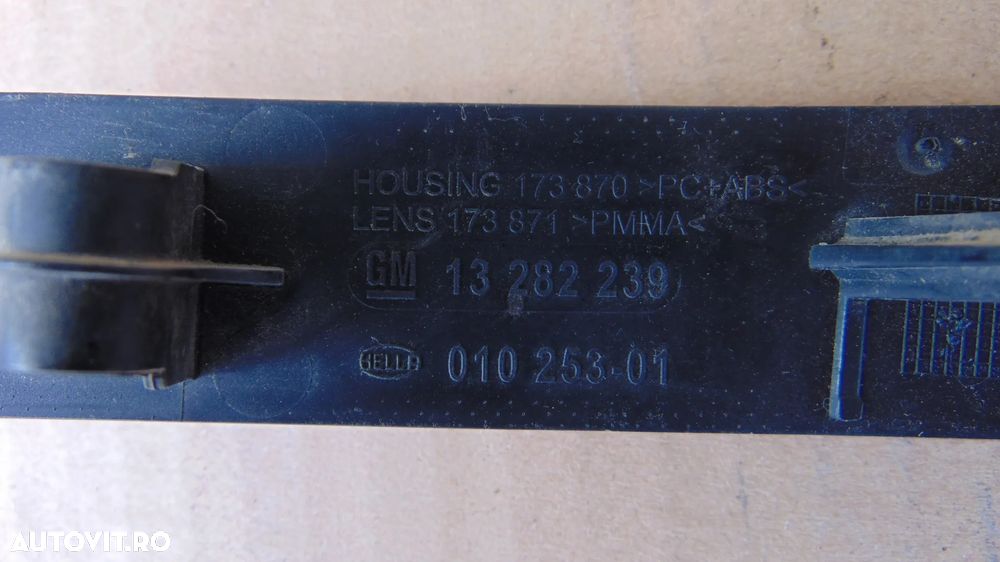 HOUSING 173 870 >PC+ABS<
LENS 173 871 >PMMA<
GM 13 282 239
HELLA 010 253-01
AUTOVIT.RO